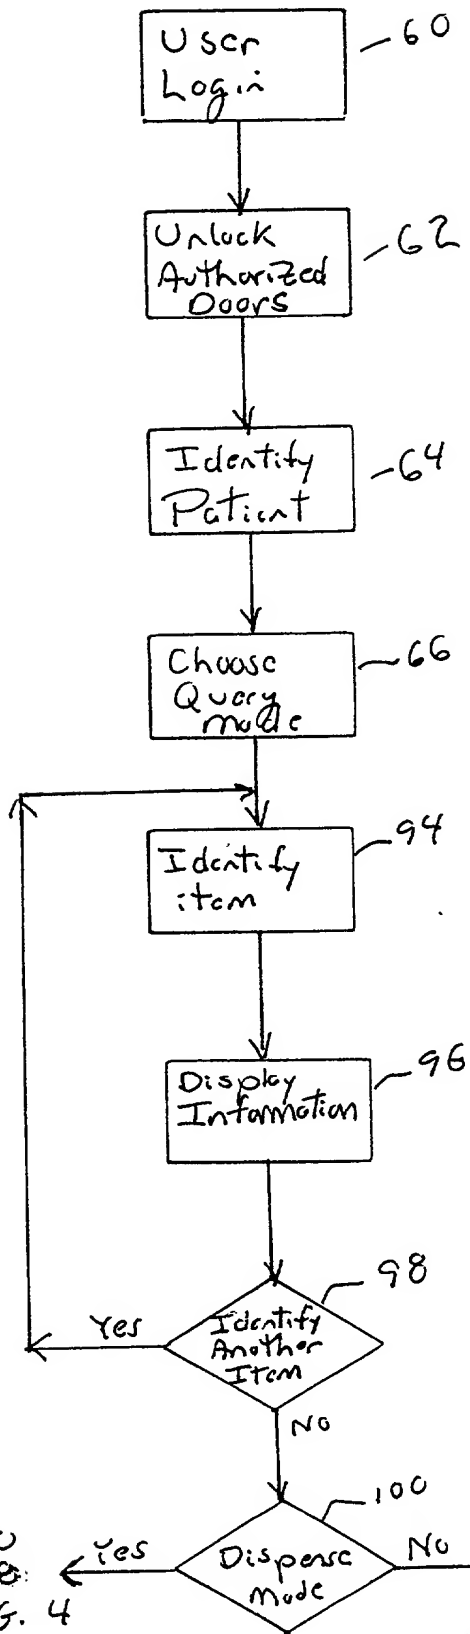 User
Login
60
Unlock
Authorized
Doors
62
Identify
Patient
64
Choose
Query
Mode
66
Identify
item
94
Display
Information
96
Identify
Another
Item
98
Yes
No
Dispense
Mode
100
Yes
No
G. 4